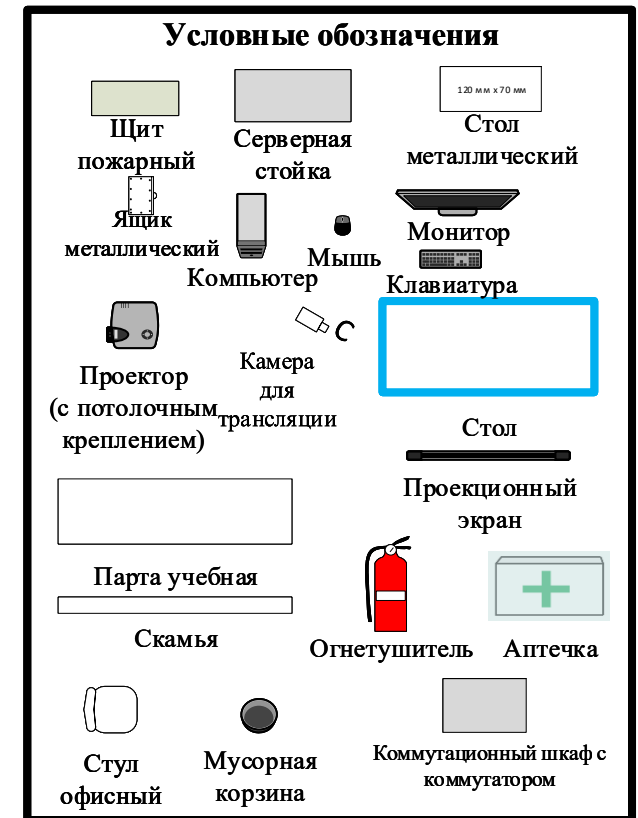 Условные обозначения
120 мм х 70 мм
Щит
пожарный
Серверная
стойка
Стол
металлический
Ящик
металлический
Компьютер
Мышь
Монитор
Клавиатура
Проектор
(с потолочным
креплением)
Камера
для
трансляции
Стол
Проекционный
экран
Парта учебная
Скамья
Огнетушитель
Аптечка
Стул
офисный
Мусорная
корзина
Коммутационный шкаф с
коммутатором